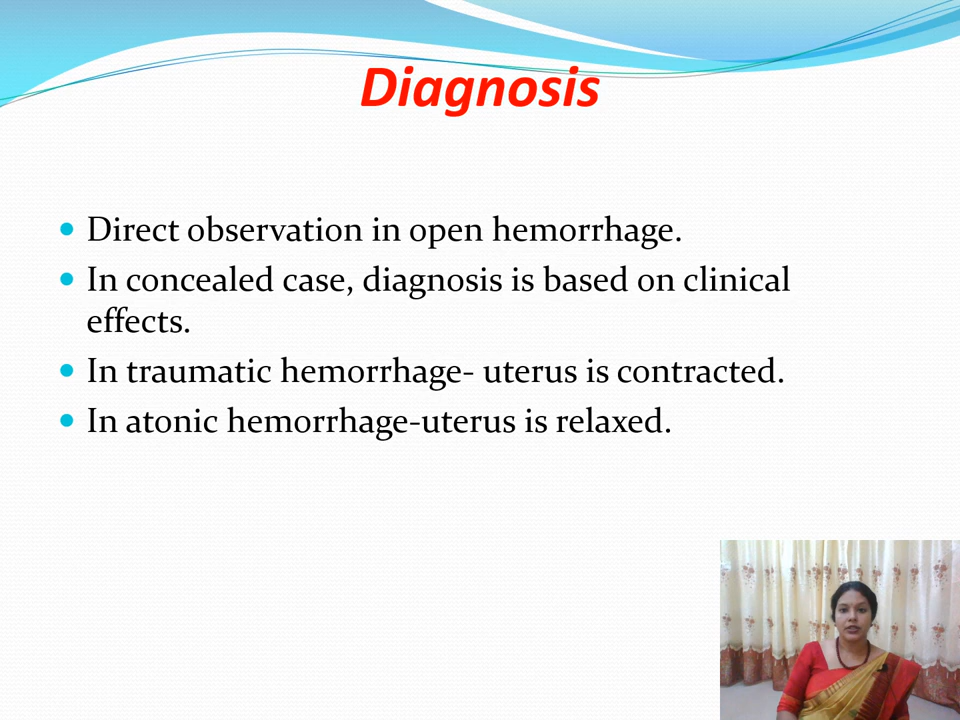 Diagnosis
Direct observation in open hemorrhage.
In concealed case, diagnosis is based on clinical
effects.
In traumatic hemorrhage- uterus is contracted.
In atonic hemorrhage-uterus is relaxed.